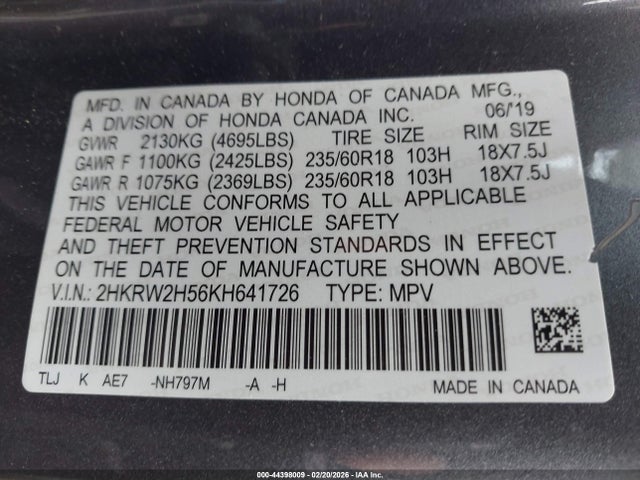 MFD. IN CANADA BY HONDA OF CANADA MFG.,
A DIVISION OF HONDA CANADA INC. 06/'19
GVWR 2130KG (4695LBS) TIRE SIZE RIM SIZE
GAWR F 1100KG (2425LBS) 235/60R18 103H 18X7.5J
GAWR R 1075KG (2369LBS) 235/60R18 103H 18X7.5J
THIS VEHICLE CONFORMS TO ALL APPLICABLE
FEDERAL MOTOR VEHICLE SAFETY
AND THEFT PREVENTION STANDARDS IN EFFECT
ON THE DATE OF MANUFACTURE SHOWN ABOVE.
V.I.N.: 2HKRW2H56KH641726 TYPE: MPV
TLJ K AE7 -NH797M -A -H MADE IN CANADA
000-44398009 - 02/20/2026 - IAA Inc.